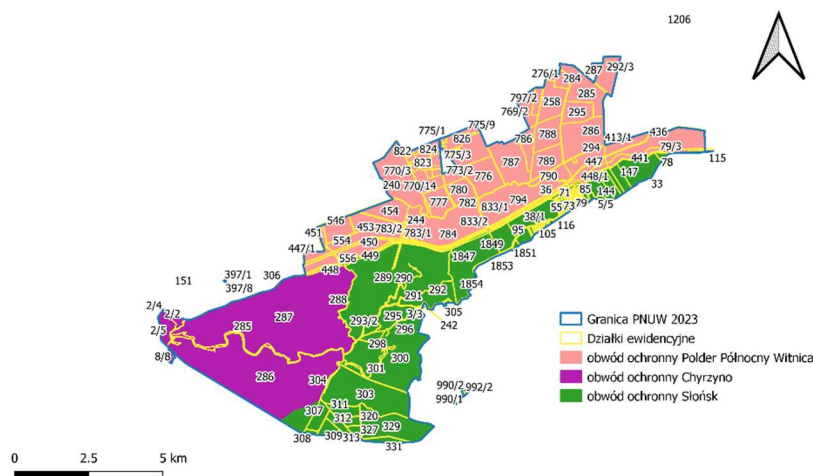 1206
276/1 284 287 292/3
797/2 258 285
769/2 295
775/1 775/9
822 824 826 786 788 286 413/1 436
823 775/3 294 79/3
770/3 773/2 787 789 447 441 78 115
240 770/14 776 790 448/1 147
780 36 71 85 144 33
454 777 782 833/1 794 55 73 79 5/5
546 244 833/2 38/1 116
451 453 783/2 783/1 784 95 105
554 450 1849 1851
447/1 556 449 1847 1853
448
151 397/1 306 289 290
397/8 288 292 1854
291
2/4 287 305
2/2 293/2 295 3/3 242
2/5 285 296
298
8/8 300
301
286 304
990/2 992/2
303 990/1
307 311 320
312
308 309 313 327 329
331
Granica PNUW 2023
Działki ewidencyjne
obwód ochronny Polder Północny Witnica
obwód ochronny Chyrzyno
obwód ochronny Słońsk
0 2.5 5 km